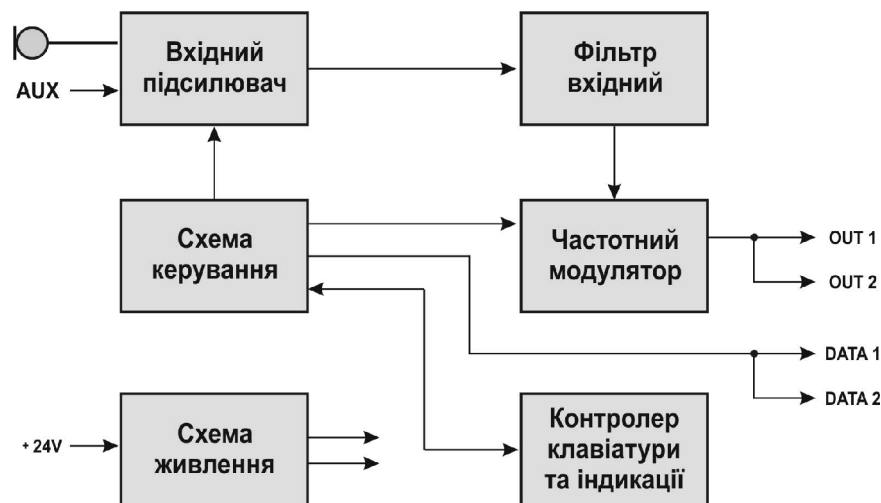 Вхідний
підсилювач
Фільтр
вхідний
AUX
Схема
керування
Частотний
модулятор
OUT 1
OUT 2
DATA 1
DATA 2
+ 24V
Схема
живлення
Контролер
клавіатури
та індикації